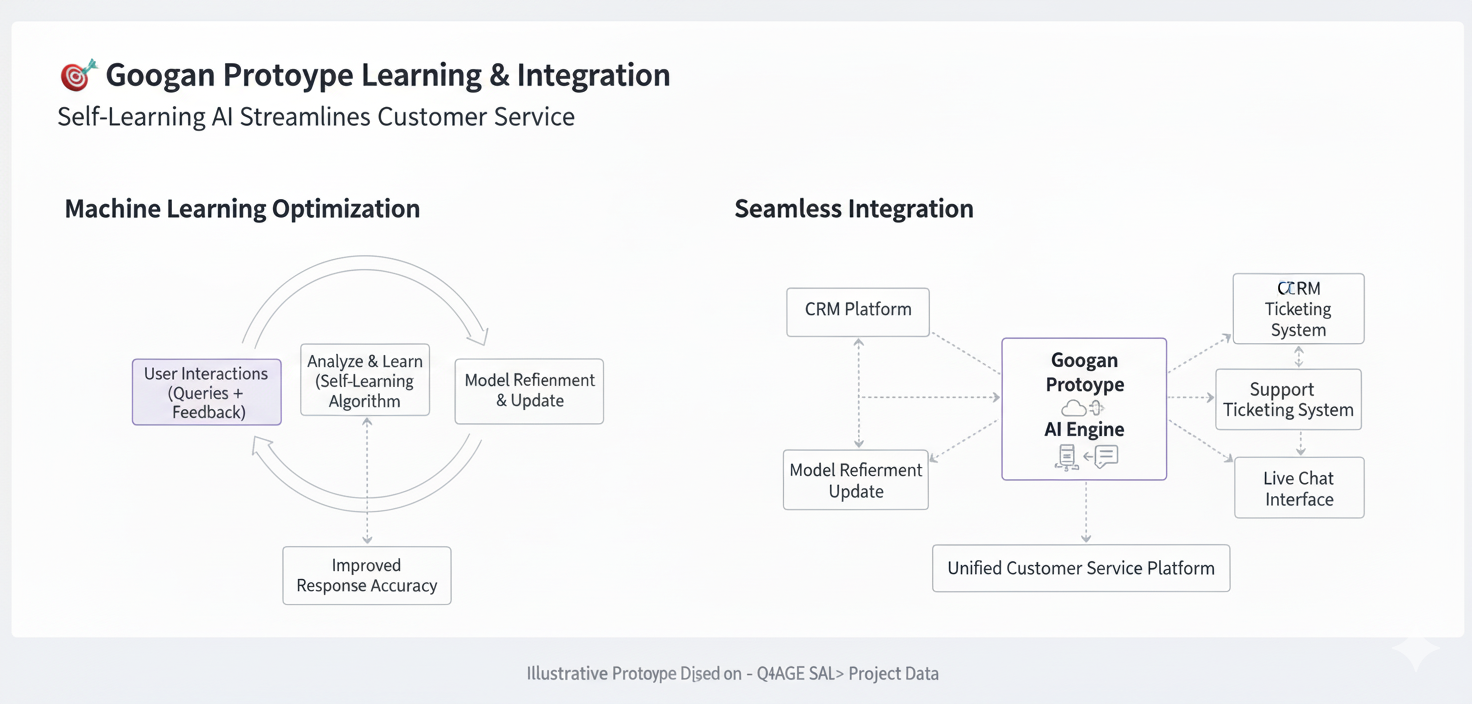 Googan Protoype Learning & Integration
Self-Learning AI Streamlines Customer Service
Machine Learning Optimization
User Interactions
(Queries +
Feedback)
Analyze & Learn
(Self-Learning
Algorithm
Model Refienment
& Update
Improved
Response Accuracy
Seamless Integration
CRM Platform
Model Refierment
Update
Googan
Protoype
AI Engine
CCRM
Ticketing
System
Support
Ticketing System
Live Chat
Interface
Unified Customer Service Platform
Illustrative Protoype on - Q4AGE SAL> Project Data